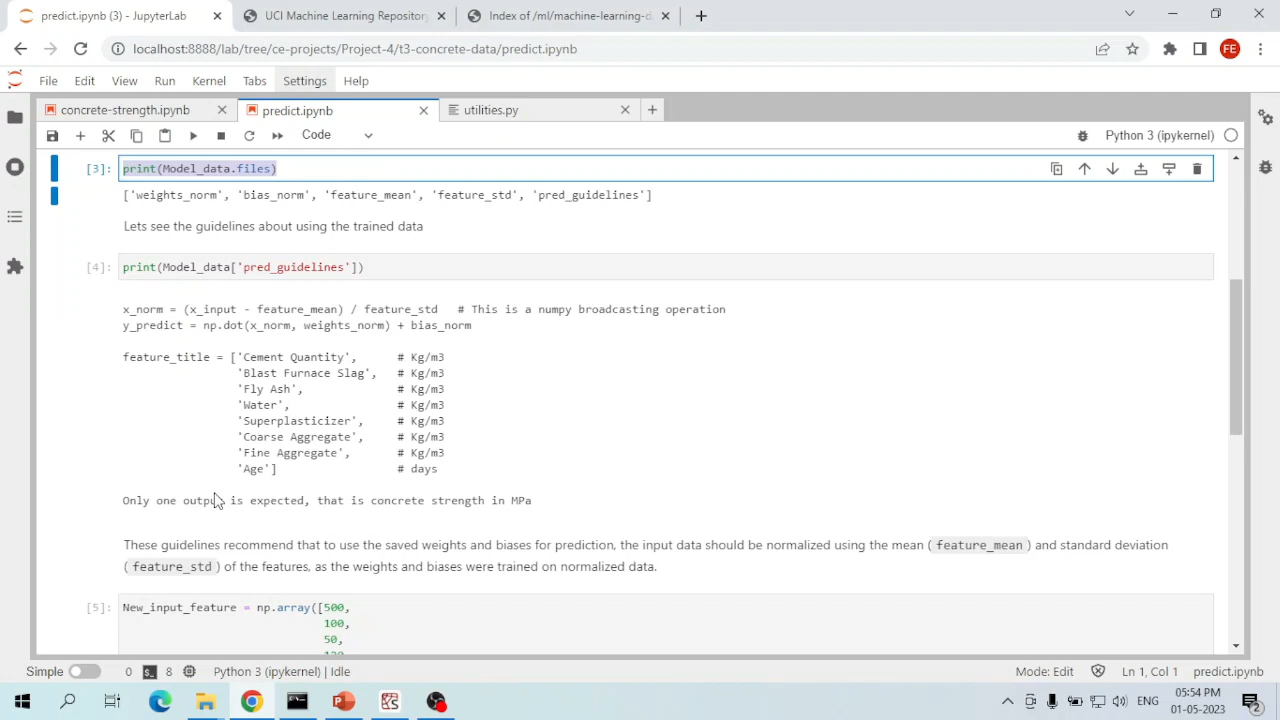 predict.ipynb (3) - JupyterLab
UCI Machine Learning Repository
Index of /ml/machine-learning-d
localhost:8888/lab/tree/ce-projects/Project-4/t3-concrete-data/predict.ipynb
FE
File Edit View Run Kernel Tabs Settings Help
concrete-strength.ipynb predict.ipynb utilities.py
Code Python 3 (ipykernel)
[3]: print(Model_data.files)
['weights_norm', 'bias_norm', 'feature_mean', 'feature_std', 'pred_guidelines']
Lets see the guidelines about using the trained data
[4]: print(Model_data['pred_guidelines'])
x_norm = (x_input - feature_mean) / feature_std # This is a numpy broadcasting operation
y_predict = np.dot(x_norm, weights_norm) + bias_norm
feature_title = ['Cement Quantity', # Kg/m3
'Blast Furnace Slag', # Kg/m3
'Fly Ash', # Kg/m3
'Water', # Kg/m3
'Superplasticizer', # Kg/m3
'Coarse Aggregate', # Kg/m3
'Fine Aggregate', # Kg/m3
'Age'] # days
Only one output is expected, that is concrete strength in MPa
These guidelines recommend that to use the saved weights and biases for prediction, the input data should be normalized using the mean ( feature_mean ) and standard deviation
( feature_std ) of the features, as the weights and biases were trained on normalized data.
[5]: New_input_feature = np.array([500,
100,
50,
Simple 0 8 Python 3 (ipykernel) | Idle Mode: Edit Ln 1, Col 1 predict.ipynb
ENG
05:54 PM
01-05-2023
2